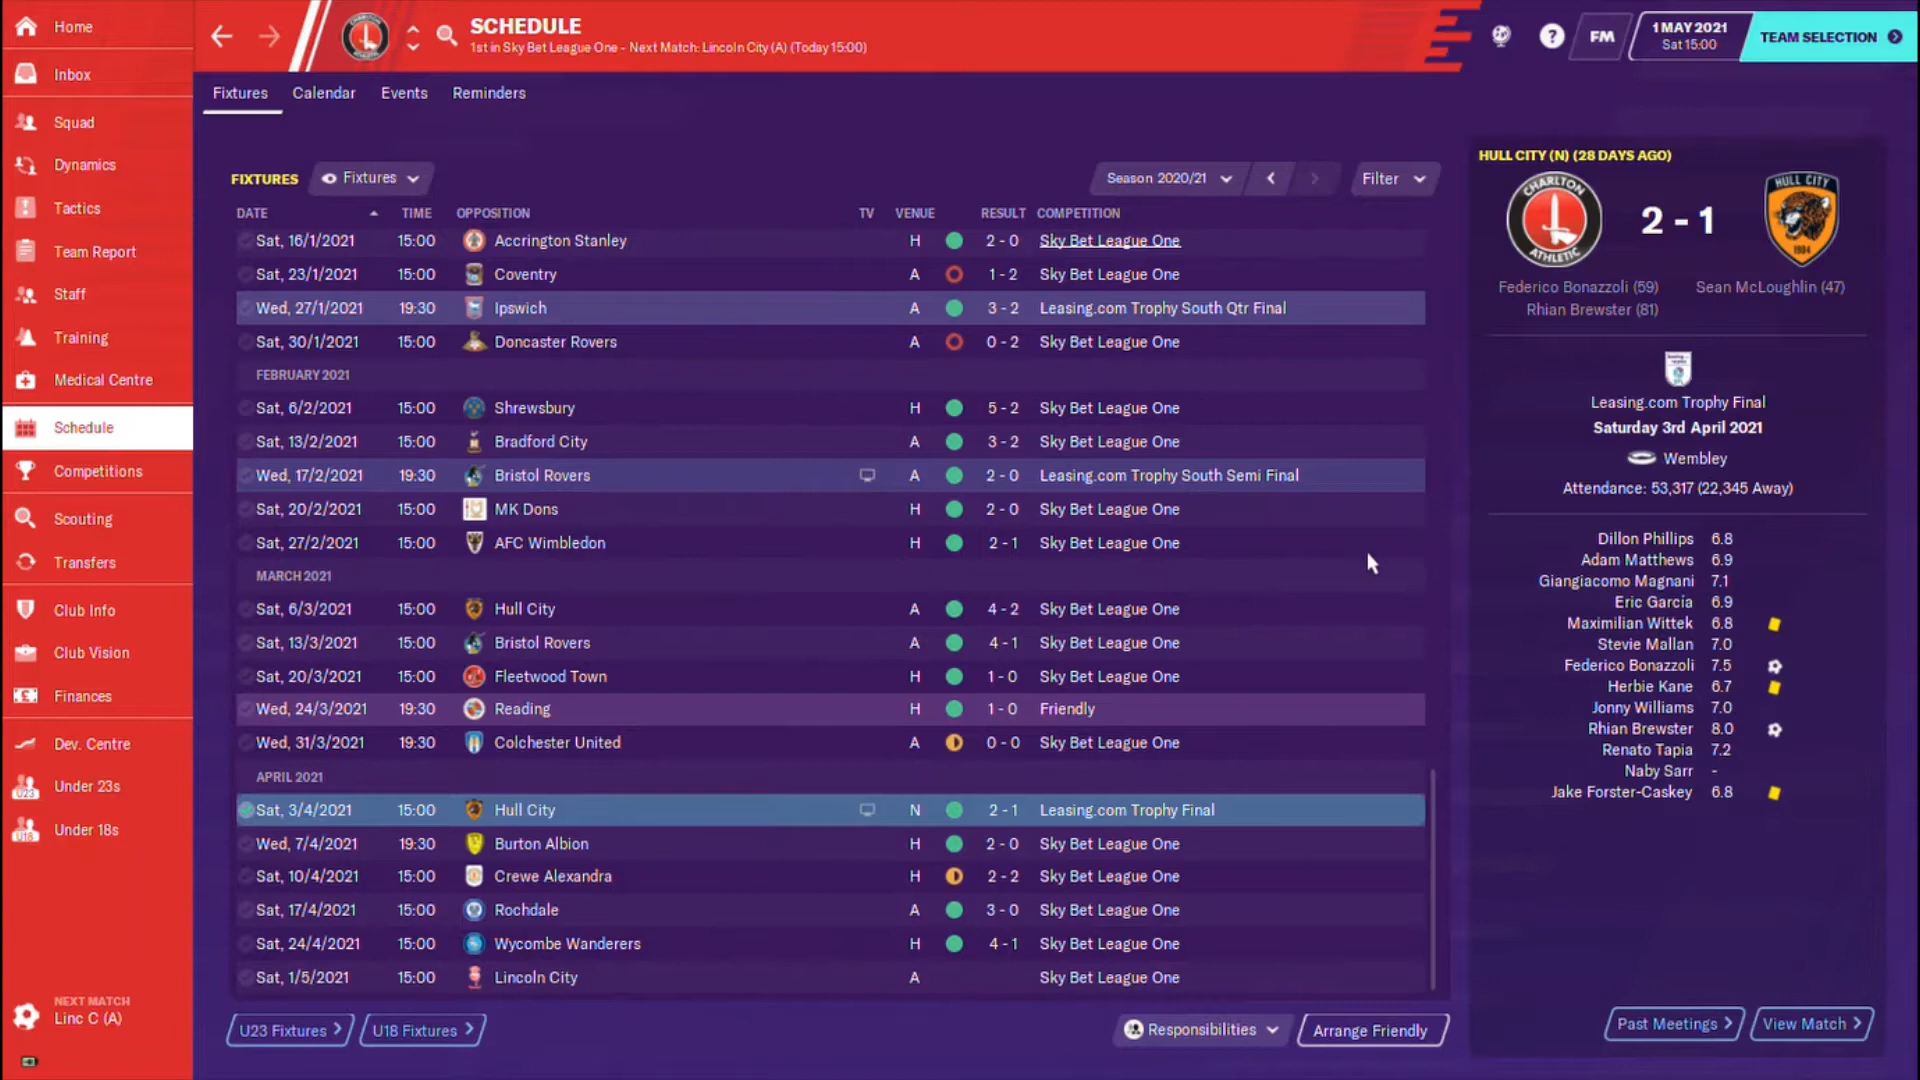 Home
Inbox
Squad
Dynamics
Tactics
Team Report
Staff
Training
Medical Centre
Schedule
Competitions
Scouting
Transfers
Club Info
Club Vision
Finances
Dev. Centre
U23 Under 23s
U18 Under 18s
NEXT MATCH
Linc C (A)
SCHEDULE
1st in Sky Bet League One - Next Match: Lincoln City (A) (Today 15:00)
FM
1 MAY 2021
Sat 15:00
TEAM SELECTION
Fixtures Calendar Events Reminders
FIXTURES Fixtures Season 2020/21 Filter
DATE TIME OPPOSITION TV VENUE RESULT COMPETITION
Sat, 16/1/2021 15:00 Accrington Stanley H 2 - 0 Sky Bet League One
Sat, 23/1/2021 15:00 Coventry A 1 - 2 Sky Bet League One
Wed, 27/1/2021 19:30 Ipswich A 3 - 2 Leasing.com Trophy South Qtr Final
Sat, 30/1/2021 15:00 Doncaster Rovers A 0 - 2 Sky Bet League One
FEBRUARY 2021
Sat, 6/2/2021 15:00 Shrewsbury H 5 - 2 Sky Bet League One
Sat, 13/2/2021 15:00 Bradford City A 3 - 2 Sky Bet League One
Wed, 17/2/2021 19:30 Bristol Rovers A 2 - 0 Leasing.com Trophy South Semi Final
Sat, 20/2/2021 15:00 MK Dons H 2 - 0 Sky Bet League One
Sat, 27/2/2021 15:00 AFC Wimbledon H 2 - 1 Sky Bet League One
MARCH 2021
Sat, 6/3/2021 15:00 Hull City A 4 - 2 Sky Bet League One
Sat, 13/3/2021 15:00 Bristol Rovers A 4 - 1 Sky Bet League One
Sat, 20/3/2021 15:00 Fleetwood Town H 1 - 0 Sky Bet League One
Wed, 24/3/2021 19:30 Reading H 1 - 0 Friendly
Wed, 31/3/2021 19:30 Colchester United A 0 - 0 Sky Bet League One
APRIL 2021
Sat, 3/4/2021 15:00 Hull City N 2 - 1 Leasing.com Trophy Final
Wed, 7/4/2021 19:30 Burton Albion H 2 - 0 Sky Bet League One
Sat, 10/4/2021 15:00 Crewe Alexandra H 2 - 2 Sky Bet League One
Sat, 17/4/2021 15:00 Rochdale A 3 - 0 Sky Bet League One
Sat, 24/4/2021 15:00 Wycombe Wanderers H 4 - 1 Sky Bet League One
Sat, 1/5/2021 15:00 Lincoln City A Sky Bet League One
U23 Fixtures U18 Fixtures Responsibilities Arrange Friendly
HULL CITY (N) (28 DAYS AGO)
CHARLTON ATHLETIC 2 - 1 HULL CITY 1904
Federico Bonazzoli (59) Sean McLoughlin (47)
Rhian Brewster (81)
Leasing.com Trophy Final
Saturday 3rd April 2021
Wembley
Attendance: 53,317 (22,345 Away)
Dillon Phillips 6.8
Adam Matthews 6.9
Giangiacomo Magnani 7.1
Eric García 6.9
Maximilian Wittek 6.8
Stevie Mallan 7.0
Federico Bonazzoli 7.5
Herbie Kane 6.7
Jonny Williams 7.0
Rhian Brewster 8.0
Renato Tapia 7.2
Naby Sarr -
Jake Forster-Caskey 6.8
Past Meetings View Match